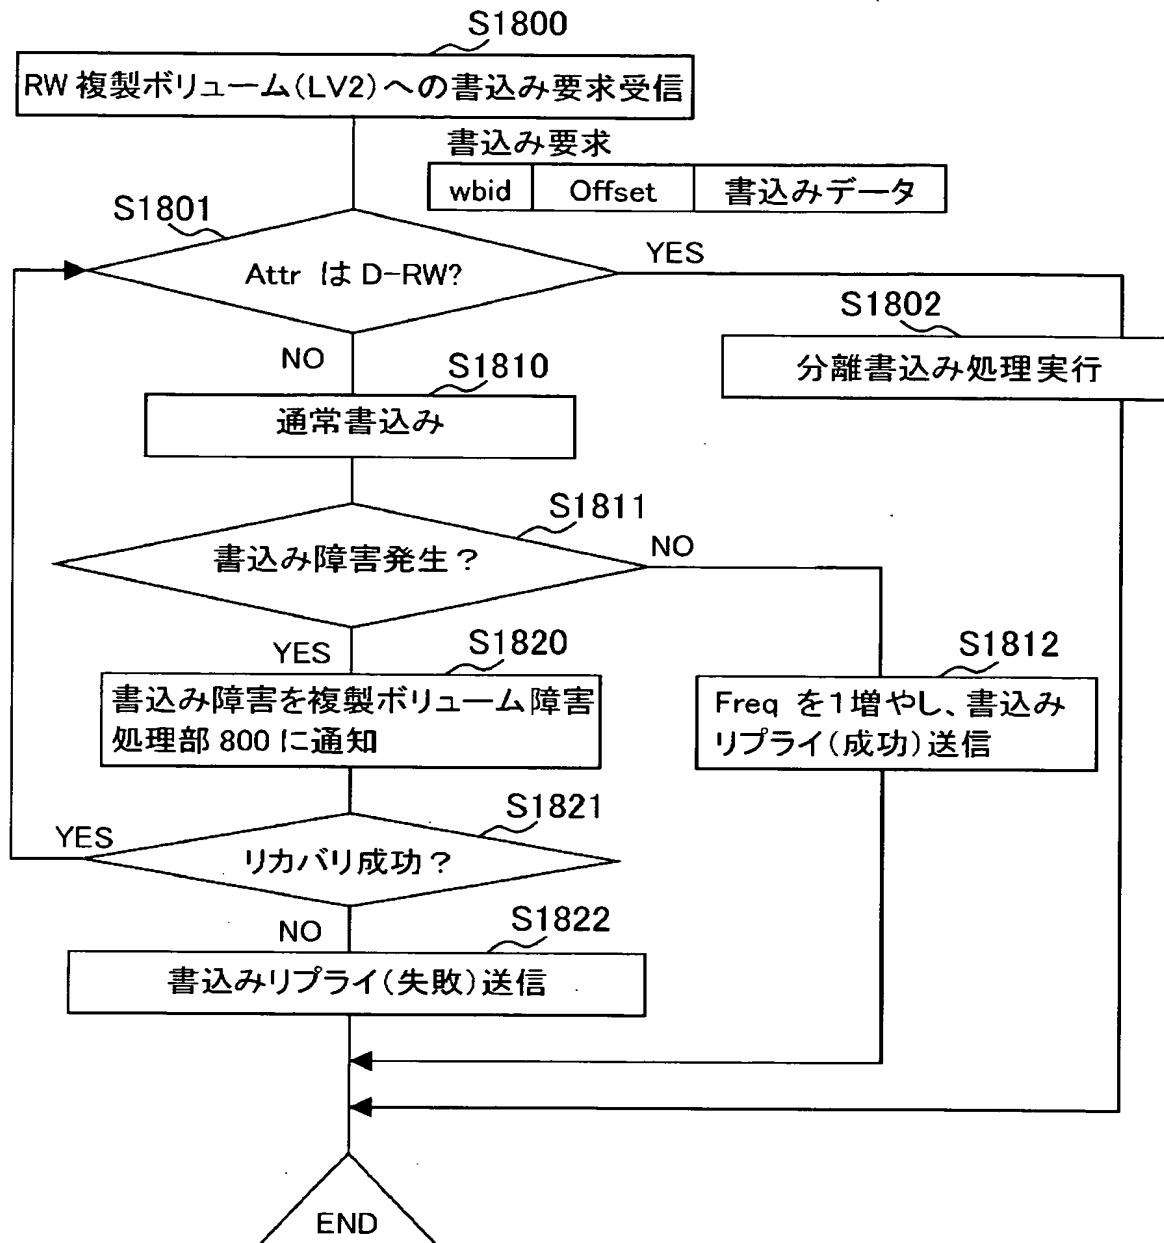 S1800
RW 複製ボリューム(LV2)への書込み要求受信
書込み要求
wbid Offset 書込みデータ
S1801
Attr は D-RW?
YES
NO
S1802
分離書込み処理実行
S1810
通常書込み
S1811
書込み障害発生?
NO
YES
S1820
書込み障害を複製ボリューム障害
処理部 800 に通知
S1812
Freq を1増やし、書込み
リプライ(成功)送信
S1821
リカバリ成功?
YES
NO
S1822
書込みリプライ(失敗)送信
END